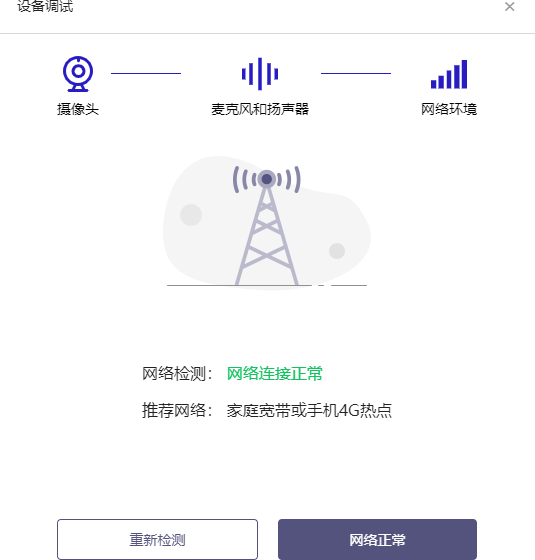 设备调试
摄像头
麦克风和扬声器
网络环境
网络检测： 网络连接正常
推荐网络： 家庭宽带或手机4G热点
重新检测
网络正常